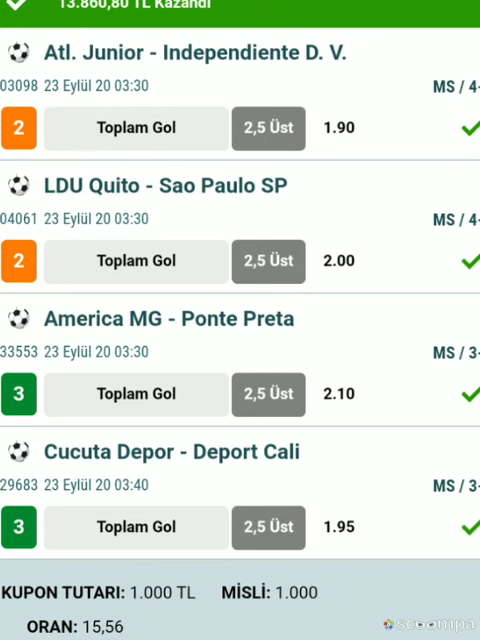 13.860,80 TL Kazandı
Atl. Junior - Independiente D. V.
03098 23 Eylül 20 03:30 MS / 4-
2 Toplam Gol 2,5 Üst 1.90
LDU Quito - Sao Paulo SP
04061 23 Eylül 20 03:30 MS / 4-
2 Toplam Gol 2,5 Üst 2.00
America MG - Ponte Preta
33553 23 Eylül 20 03:30 MS / 3-
3 Toplam Gol 2,5 Üst 2.10
Cucuta Depor - Deport Cali
29683 23 Eylül 20 03:40 MS / 3-
3 Toplam Gol 2,5 Üst 1.95
KUPON TUTARI: 1.000 TL MİSLİ: 1.000
ORAN: 15,56
scoompa